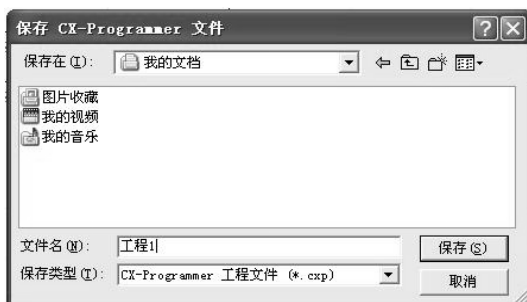 保存 CX-Programmer 文件
保存在(I): 我的文档
图片收藏
我的视频
我的音乐
文件名(N): 工程1 保存(S)
保存类型(T): CX-Programmer 工程文件 (*.cxp) 取消